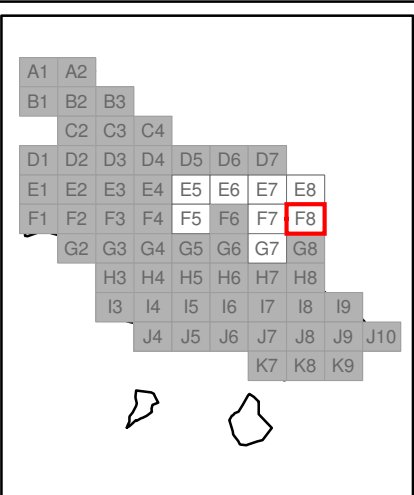 A1 A2
B1 B2 B3
C2 C3 C4
D1 D2 D3 D4 D5 D6 D7
E1 E2 E3 E4 E5 E6 E7 E8
F1 F2 F3 F4 F5 F6 F7 F8
G2 G3 G4 G5 G6 G7 G8
H3 H4 H5 H6 H7 H8
I3 I4 I5 I6 I7 I8 I9
J4 J5 J6 J7 J8 J9 J10
K7 K8 K9